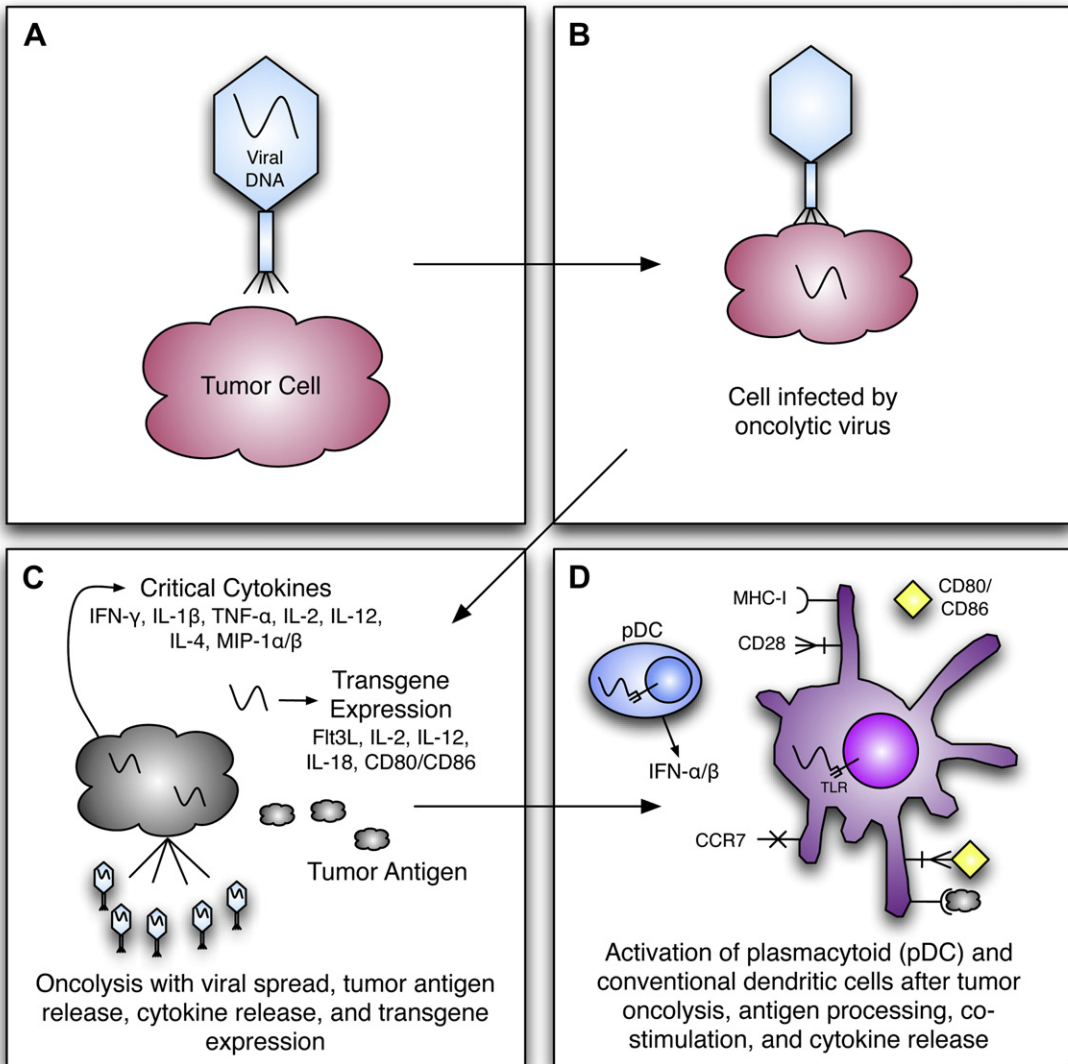 A
Viral
DNA
Tumor Cell
B
Cell infected by
oncolytic virus
C
Critical Cytokines
IFN-γ, IL-1β, TNF-α, IL-2, IL-12,
IL-4, MIP-1α/β
Transgene
Expression
Flt3L, IL-2, IL-12,
IL-18, CD80/CD86
Tumor Antigen
Oncolysis with viral spread, tumor antigen
release, cytokine release, and transgene
expression
D
MHC-I
CD80/
CD86
CD28
pDC
IFN-α/β
TLR
CCR7
Activation of plasmacytoid (pDC) and
conventional dendritic cells after tumor
oncolysis, antigen processing, co-
stimulation, and cytokine release